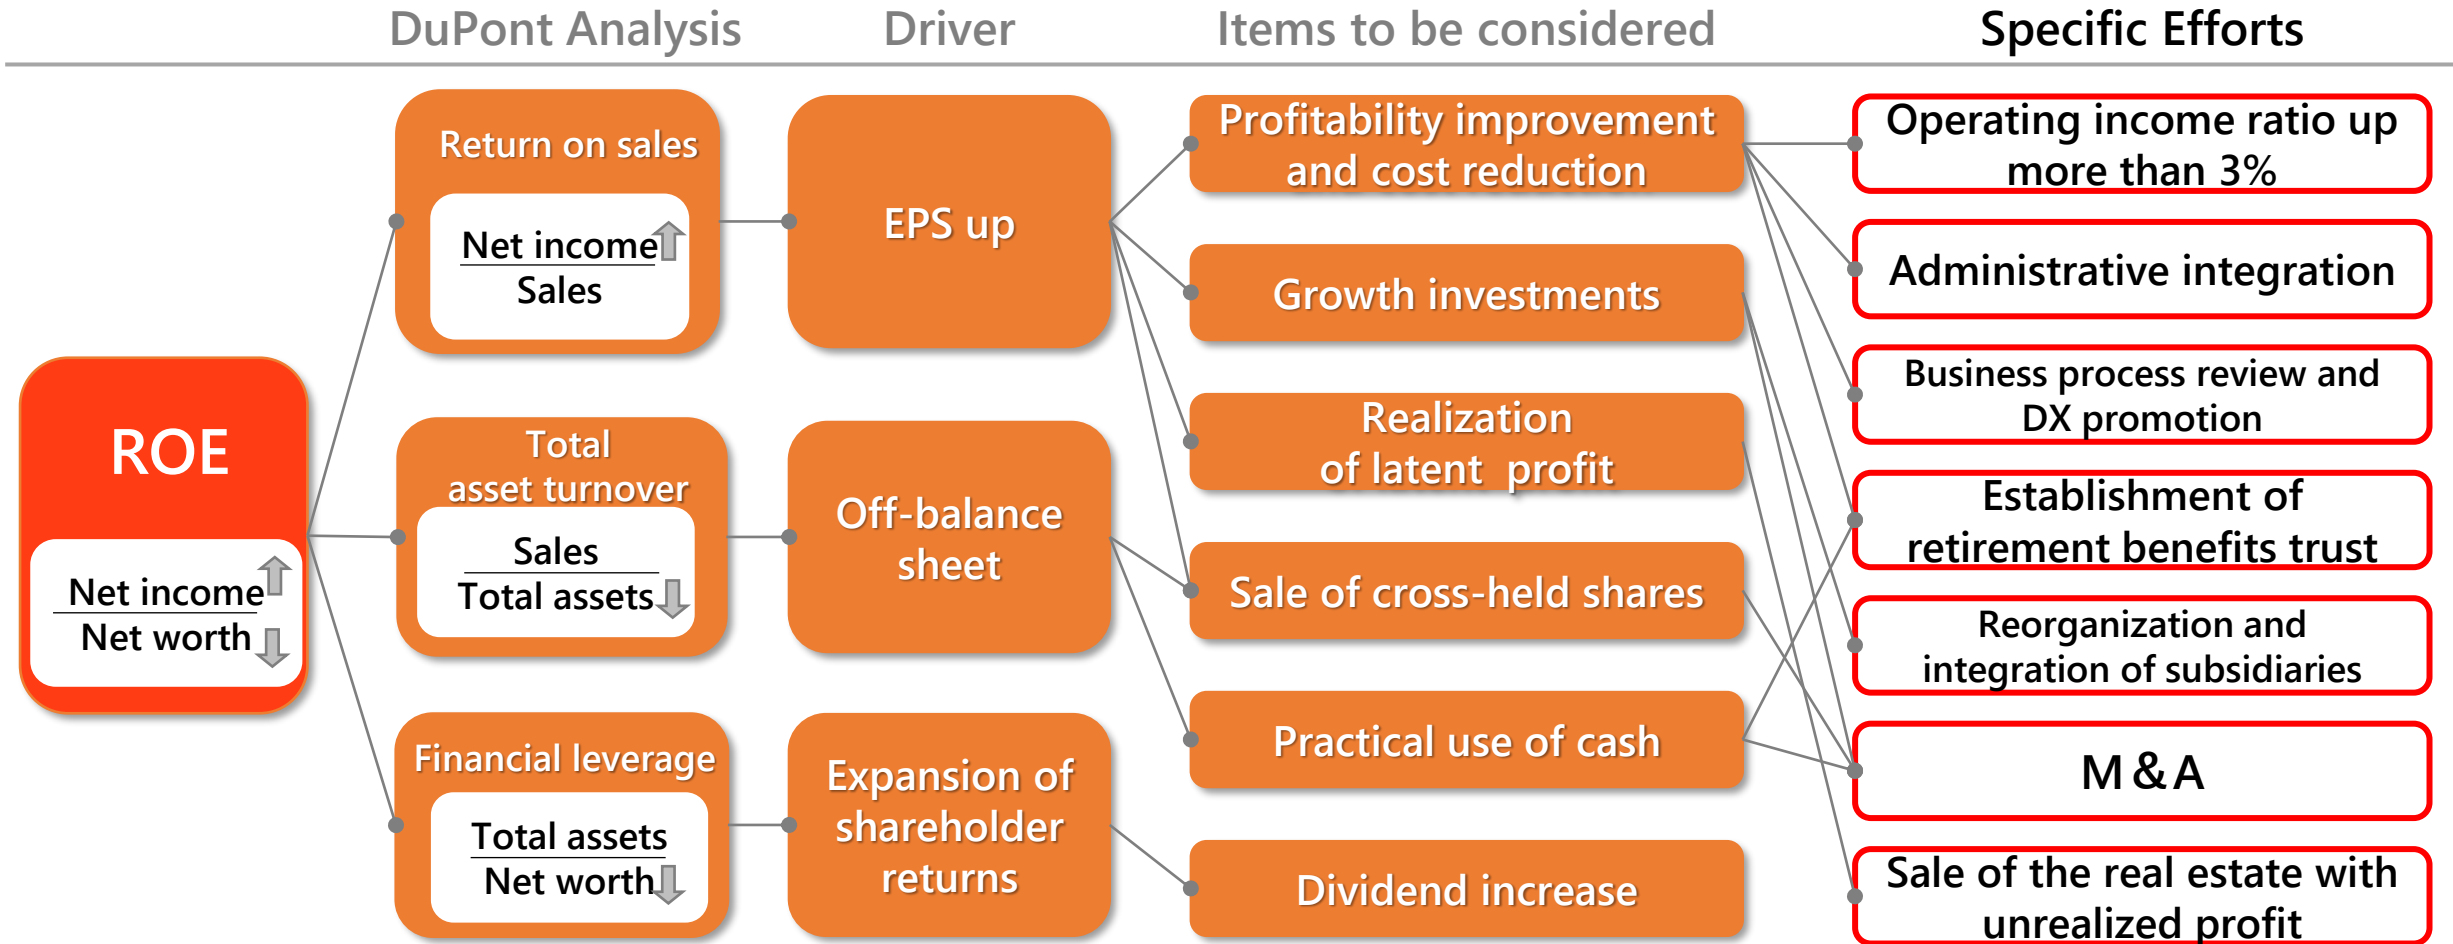 DuPont Analysis
Driver
Items to be considered
Specific Efforts
ROE
Net income
Net worth
Return on sales
Net income
Sales
Total
asset turnover
Sales
Total assets
Financial leverage
Total assets
Net worth
EPS up
Off-balance
sheet
Expansion of
shareholder
returns
Profitability improvement
and cost reduction
Growth investments
Realization
of latent profit
Sale of cross-held shares
Practical use of cash
Dividend increase
Operating income ratio up
more than 3%
Administrative integration
Business process review and
DX promotion
Establishment of
retirement benefits trust
Reorganization and
integration of subsidiaries
M&A
Sale of the real estate with
unrealized profit